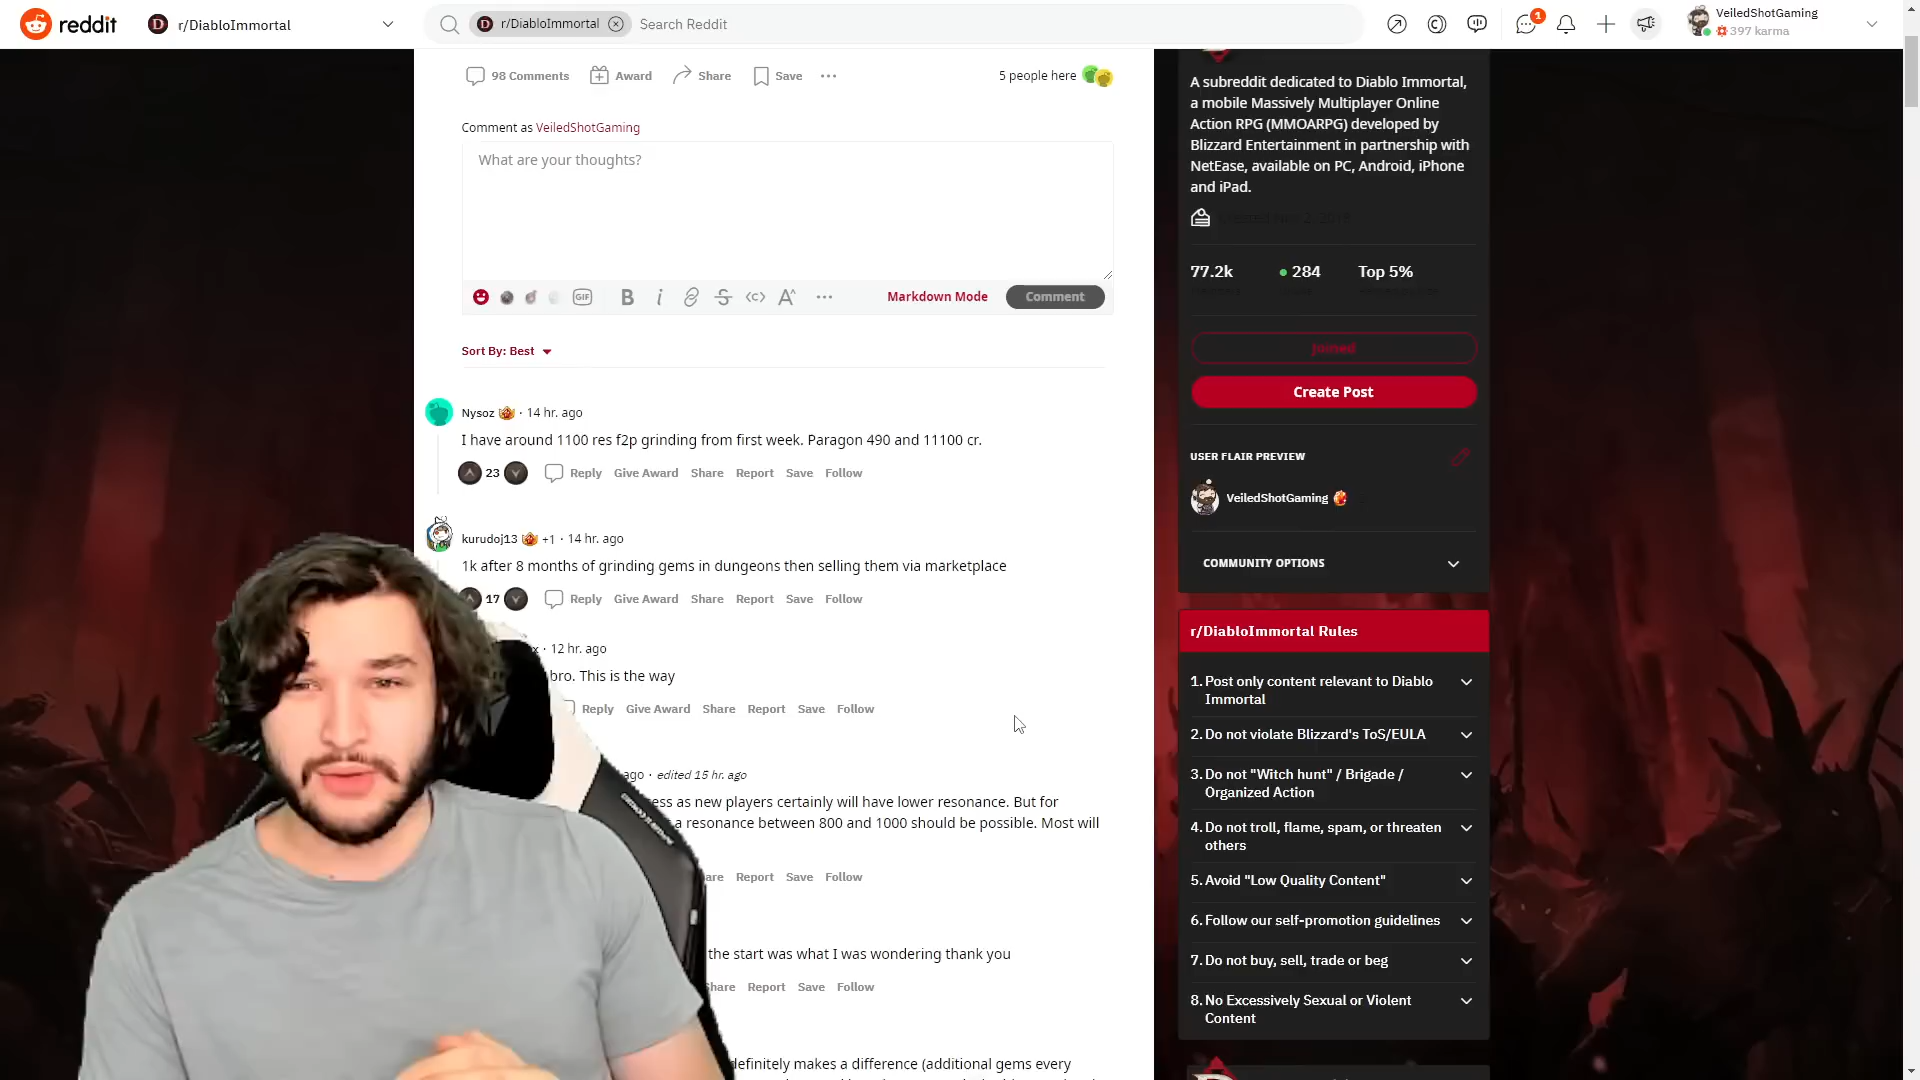 reddit
r/DiabloImmortal
r/DiabloImmortal
Search Reddit
1
VeiledShotGaming
397 karma
98 Comments
Award
Share
Save
5 people here
Comment as VeiledShotGaming
What are your thoughts?
GIF
Markdown Mode
Comment
Sort By: Best
Nysoz · 14 hr. ago
I have around 1100 res f2p grinding from first week. Paragon 490 and 11100 cr.
23
Reply Give Award Share Report Save Follow
kurudoj13 +1 · 14 hr. ago
1k after 8 months of grinding gems in dungeons then selling them via marketplace
17
Reply Give Award Share Report Save Follow
x · 12 hr. ago
bro. This is the way
Reply Give Award Share Report Save Follow
ago · edited 15 hr. ago
ess as new players certainly will have lower resonance. But for
a resonance between 800 and 1000 should be possible. Most will
are Report Save Follow
the start was what I was wondering thank you
Share Report Save Follow
definitely makes a difference (additional gems every
A subreddit dedicated to Diablo Immortal,
a mobile Massively Multiplayer Online
Action RPG (MMOARPG) developed by
Blizzard Entertainment in partnership with
NetEase, available on PC, Android, iPhone
and iPad.
77.2k
284
Top 5%
Joined
Create Post
USER FLAIR PREVIEW
VeiledShotGaming
COMMUNITY OPTIONS
r/DiabloImmortal Rules
1. Post only content relevant to Diablo
Immortal
2. Do not violate Blizzard's ToS/EULA
3. Do not "Witch hunt" / Brigade /
Organized Action
4. Do not troll, flame, spam, or threaten
others
5. Avoid "Low Quality Content"
6. Follow our self-promotion guidelines
7. Do not buy, sell, trade or beg
8. No Excessively Sexual or Violent
Content